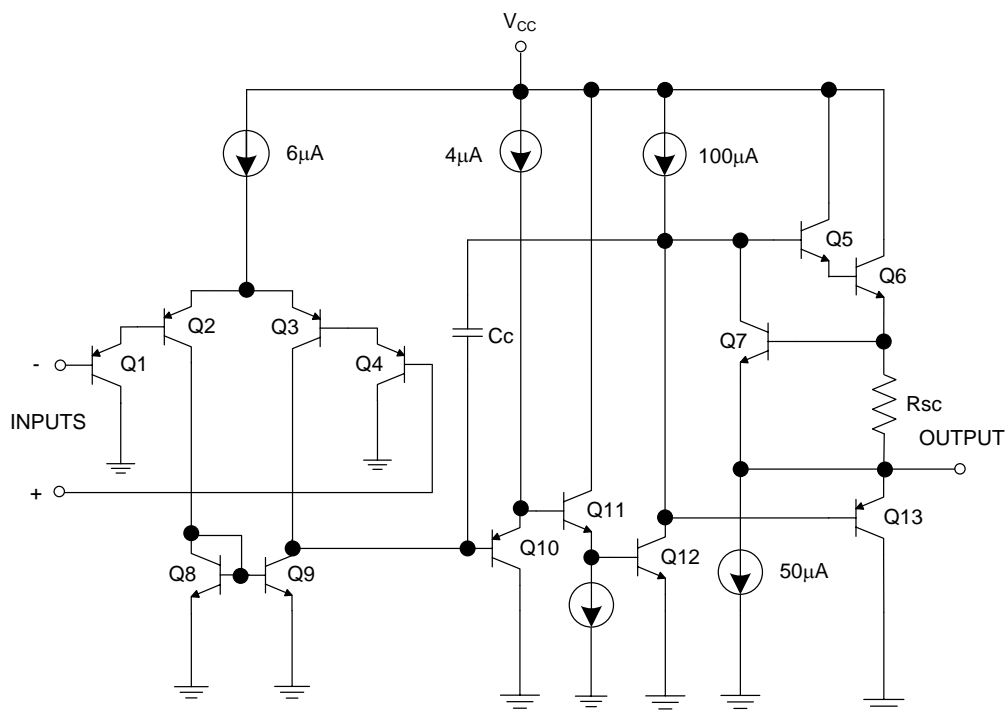 VCC
6μA
4μA
100μA
Q5
Q6
Q2
Q3
Cc
Q7
-
Q1
Q4
Rsc
INPUTS
OUTPUT
+
Q11
Q13
Q10
Q12
Q8
Q9
50μA